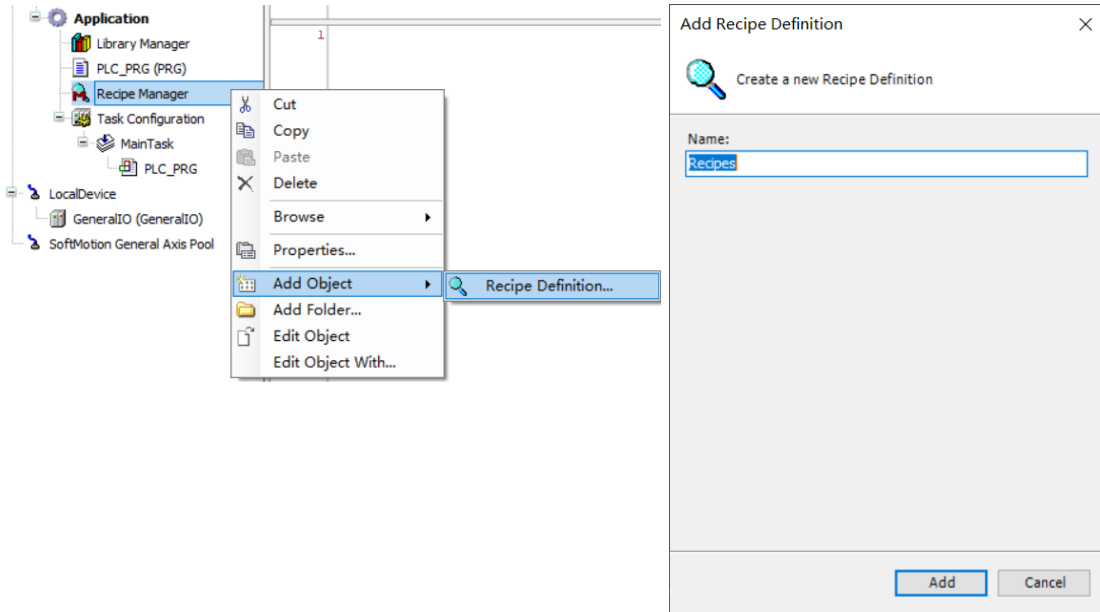 Application
Library Manager
PLC_PRG (PRG)
Recipe Manager
Task Configuration
MainTask
PLC_PRG
LocalDevice
GeneralIO (GeneralIO)
SoftMotion General Axis Pool
1
Cut
Copy
Paste
Delete
Browse
Properties...
Add Object
Add Folder...
Edit Object
Edit Object With...
Recipe Definition...
Add Recipe Definition
Create a new Recipe Definition
Name:
Recipes
Add
Cancel